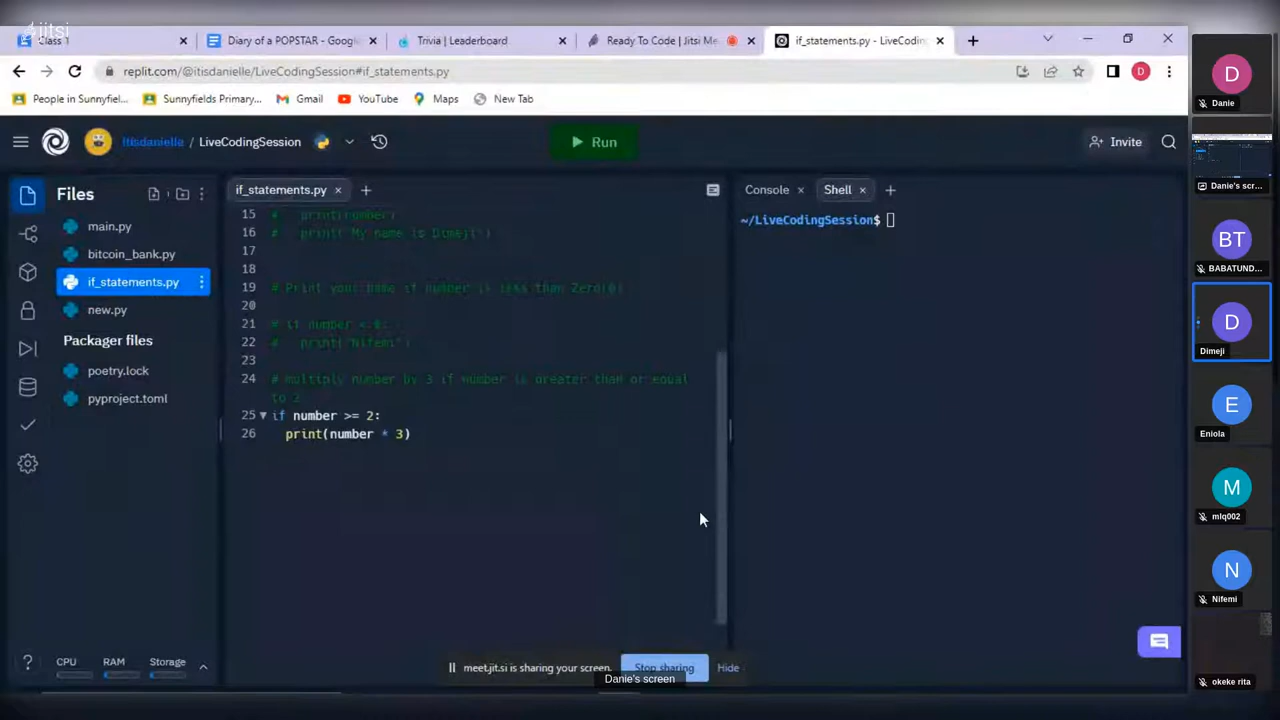 jitsi
Class 1
Diary of a POPSTAR - Googl
Trivia | Leaderboard
Ready To Code | Jitsi Me
if_statements.py - LiveCodin
replit.com/@itisdanielle/LiveCodingSession#if_statements.py
D
People in Sunnyfiel...
Sunnyfields Primary...
Gmail
YouTube
Maps
New Tab
itisdanielle / LiveCodingSession
Run
Invite
Files
main.py
bitcoin_bank.py
if_statements.py
new.py
Packager files
poetry.lock
pyproject.toml
CPU
RAM
Storage
if_statements.py
15 # print(number)
16 # print("My name is Dimeji")
17
18
19 # Print your name if number is less than Zero(0)
20
21 # if number < 0:
22 # print("Nifemi")
23
24 # multiply number by 3 if number is greater than or equal
to 2
25 if number >= 2:
26 print(number * 3)
Console
Shell
~/LiveCodingSession$
meet.jit.si is sharing your screen.
Stop sharing
Hide
Danie's screen
D
Danie
Danie's scr...
BT
BABATUND...
D
Dimeji
E
Eniola
M
mlq002
N
Nifemi
okeke rita